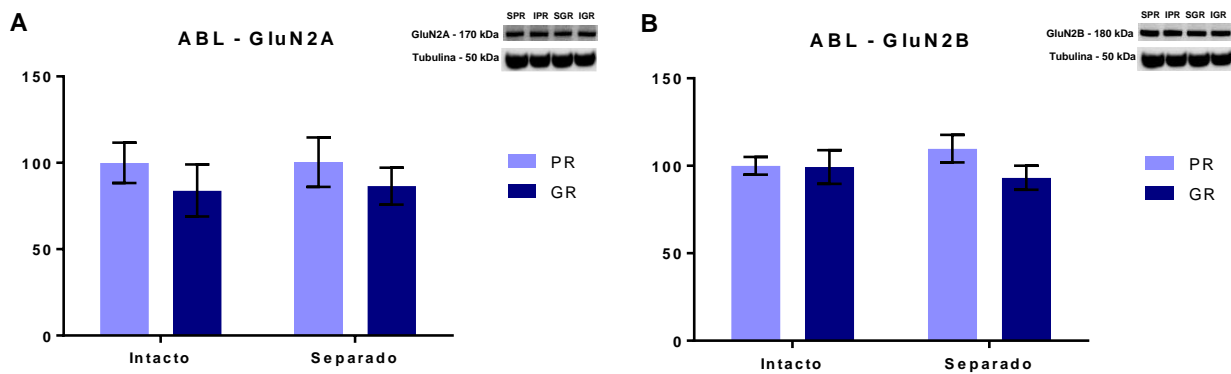 A
ABL - GluN2A
SPR IPR SGR IGR
GluN2A - 170 kDa
Tubulina - 50 kDa
150
100
50
0
Intacto Separado
PR
GR
B
ABL - GluN2B
SPR IPR SGR IGR
GluN2B - 180 kDa
Tubulina - 50 kDa
150
100
50
0
Intacto Separado
PR
GR